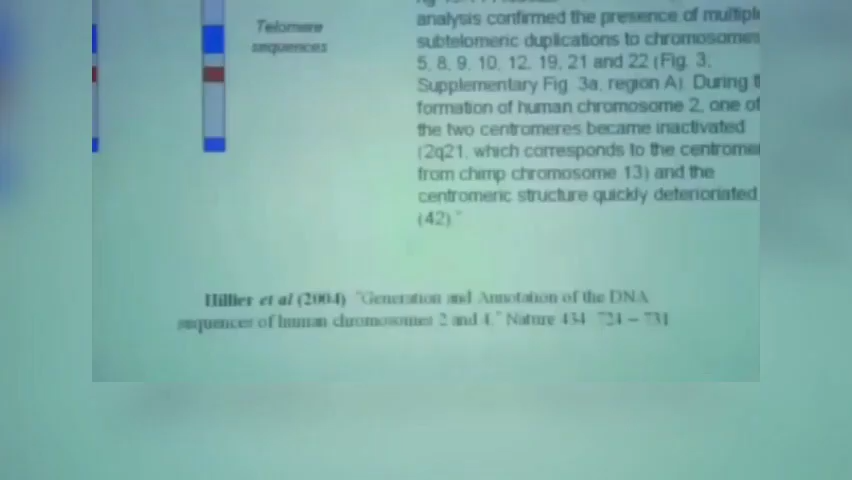 Telomere
sequences
analysis confirmed the presence of multipl
subtelomeric duplications to chromosomes
5, 8, 9, 10, 12, 19, 21 and 22 (Fig. 3,
Supplementary Fig. 3a, region A). During t
formation of human chromosome 2, one of
the two centromeres became inactivated
(2q21, which corresponds to the centromer
from chimp chromosome 13) and the
centromeric structure quickly deterioriated
(42)."
Hillier et al (2004) "Generation and Annotation of the DNA
sequences of human chromosomes 2 and 4," Nature 434 724 – 731